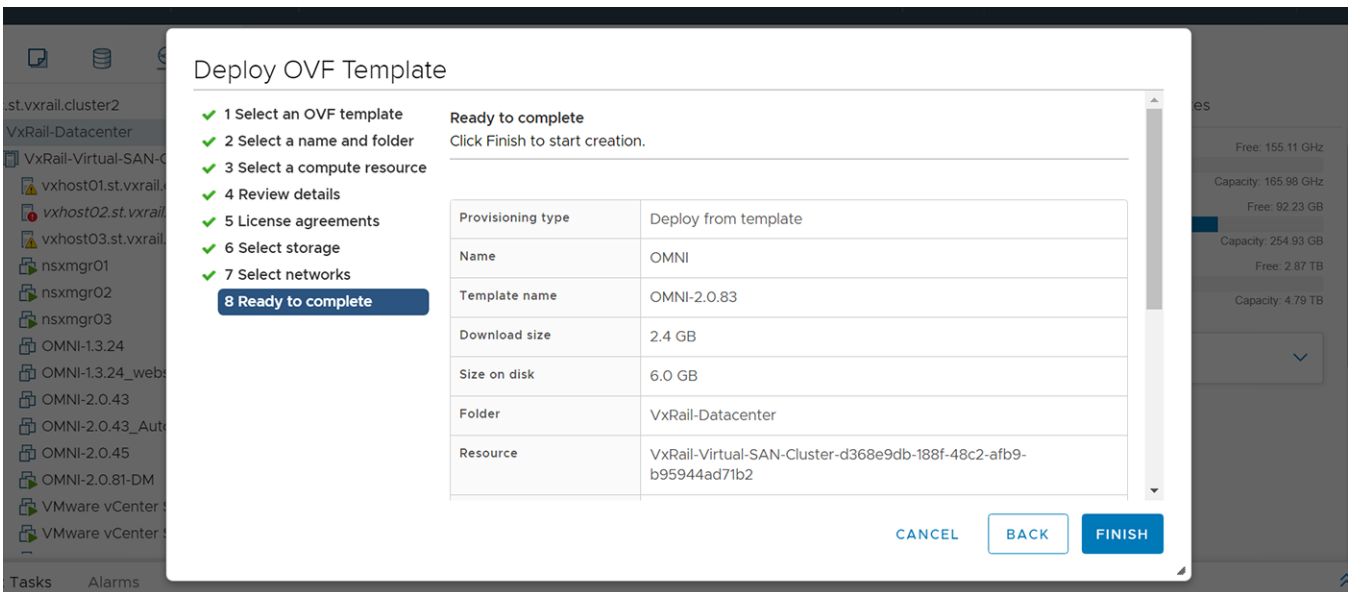 Deploy OVF Template
.st.vxrail.cluster2
VxRail-Datacenter
VxRail-Virtual-SAN-C
vxhost01.st.vxrail.
vxhost02.st.vxrail.
vxhost03.st.vxrail.
nsxmgr01
nsxmgr02
nsxmgr03
OMNI-1.3.24
OMNI-1.3.24_webs
OMNI-2.0.43
OMNI-2.0.43_Auto
OMNI-2.0.45
OMNI-2.0.81-DM
VMware vCenter S
VMware vCenter S
Tasks Alarms
1 Select an OVF template
2 Select a name and folder
3 Select a compute resource
4 Review details
5 License agreements
6 Select storage
7 Select networks
8 Ready to complete
Ready to complete
Click Finish to start creation.
Provisioning type Deploy from template
Name OMNI
Template name OMNI-2.0.83
Download size 2.4 GB
Size on disk 6.0 GB
Folder VxRail-Datacenter
Resource VxRail-Virtual-SAN-Cluster-d368e9db-188f-48c2-afb9-
b95944ad71b2
CANCEL BACK FINISH
es
Free: 155.11 GHz
Capacity: 165.98 GHz
Free: 92.23 GB
Capacity: 254.93 GB
Free: 2.87 TB
Capacity: 4.79 TB